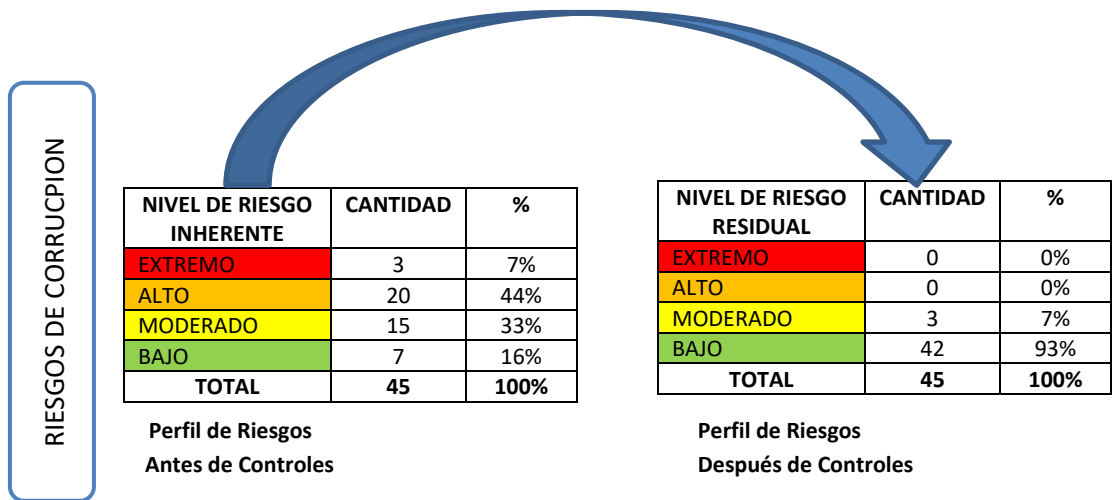 RIESGOS DE CORRUCPION
NIVEL DE RIESGO INHERENTE CANTIDAD %
EXTREMO 3 7%
ALTO 20 44%
MODERADO 15 33%
BAJO 7 16%
TOTAL 45 100%
Perfil de Riesgos
Antes de Controles
NIVEL DE RIESGO RESIDUAL CANTIDAD %
EXTREMO 0 0%
ALTO 0 0%
MODERADO 3 7%
BAJO 42 93%
TOTAL 45 100%
Perfil de Riesgos
Después de Controles